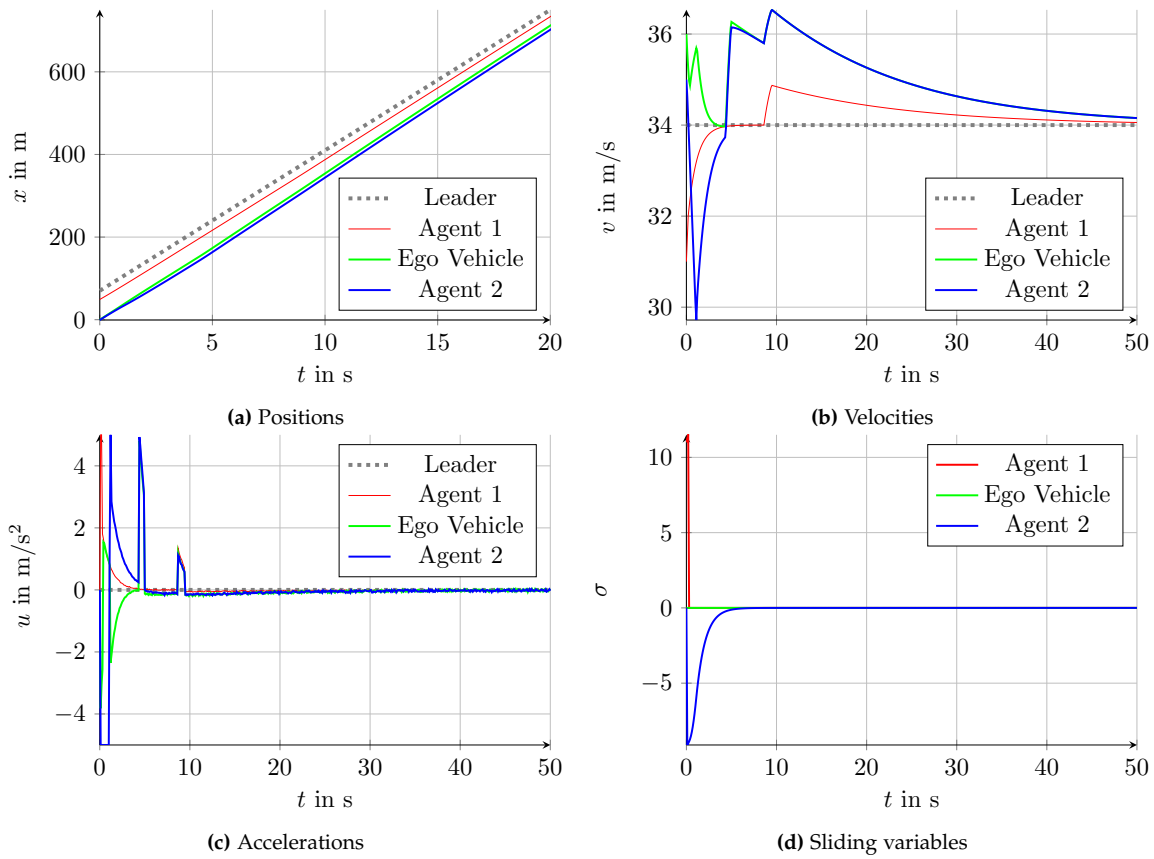 600
400
200
0
x in m
0 5 10 15 20
t in s
Leader
Agent 1
Ego Vehicle
Agent 2
(a) Positions
36
34
32
30
v in m/s
0 10 20 30 40 50
t in s
Leader
Agent 1
Ego Vehicle
Agent 2
(b) Velocities
4
2
0
−2
−4
u in m/s²
0 10 20 30 40 50
t in s
Leader
Agent 1
Ego Vehicle
Agent 2
(c) Accelerations
10
5
0
−5
σ
0 10 20 30 40 50
t in s
Agent 1
Ego Vehicle
Agent 2
(d) Sliding variables